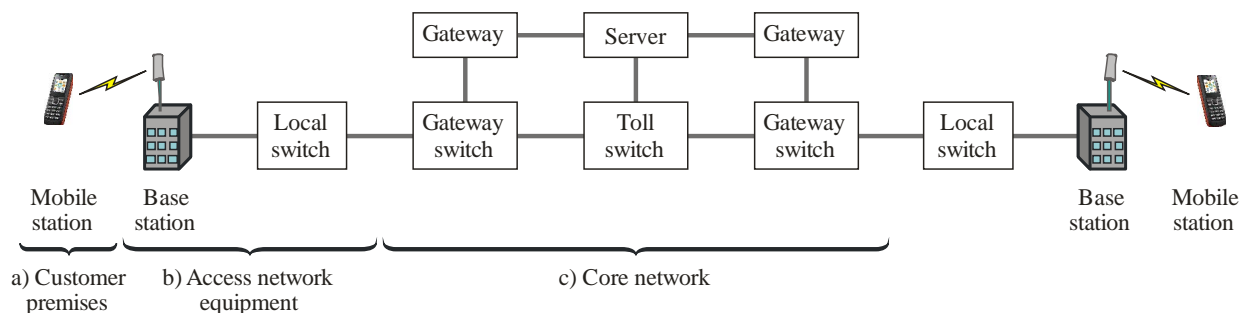 Gateway
Server
Gateway
Local
switch
Gateway
switch
Toll
switch
Gateway
switch
Local
switch
Mobile
station
Base
station
Base
station
Mobile
station
a) Customer
premises
b) Access network
equipment
c) Core network